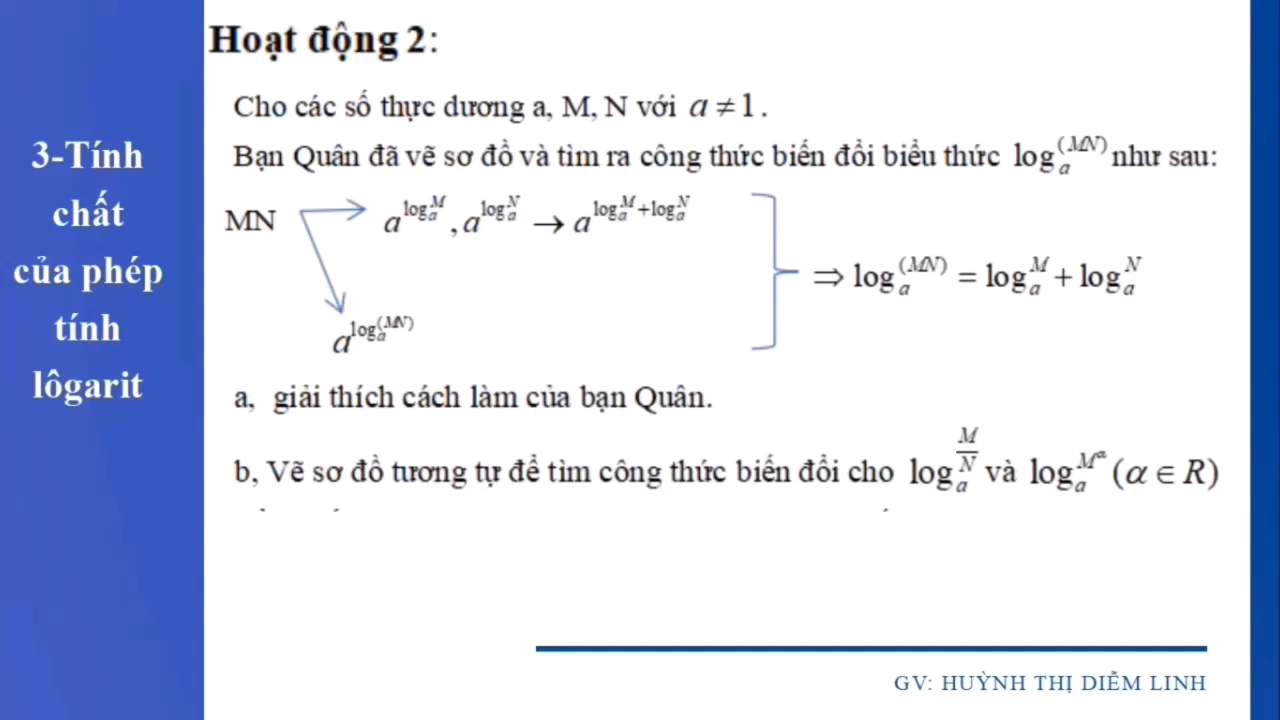 3-Tính
chất
của phép
tính
lôgarit
Hoạt động 2:
Cho các số thực dương a, M, N với a ≠ 1.
Bạn Quân đã vẽ sơ đồ và tìm ra công thức biến đổi biểu thức log_a^(MN) như sau:
MN
a^{log_a^M}, a^{log_a^N} → a^{log_a^M + log_a^N}
a^{log_a^(MN)}
⇒ log_a^(MN) = log_a^M + log_a^N
a, giải thích cách làm của bạn Quân.
b, Vẽ sơ đồ tương tự để tìm công thức biến đổi cho log_a^{M/N} và log_a^{M^α} (α ∈ R)
GV: HUỲNH THỊ DIỄM LINH